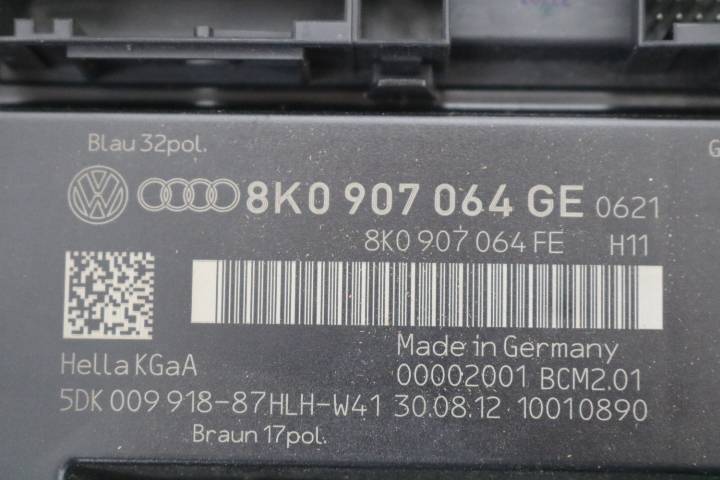 Blau 32pol.
8K0 907 064 GE 0621
8K0 907 064 FE H11
Hella KGaA
Made in Germany
00002001 BCM2.01
5DK 009 918-87HLH-W41 30.08.12 10010890
Braun 17pol.